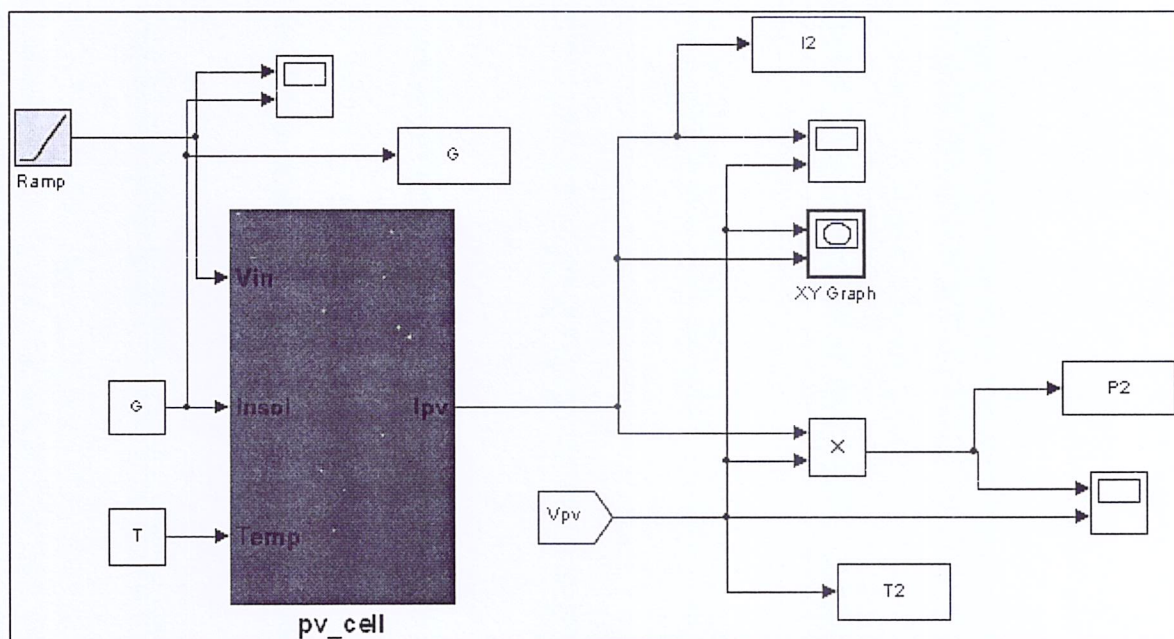 I2
G
Ramp
Vin
XY Graph
G
Insol
Ipv
X
P2
Vpv
T
Temp
T2
pv_cell